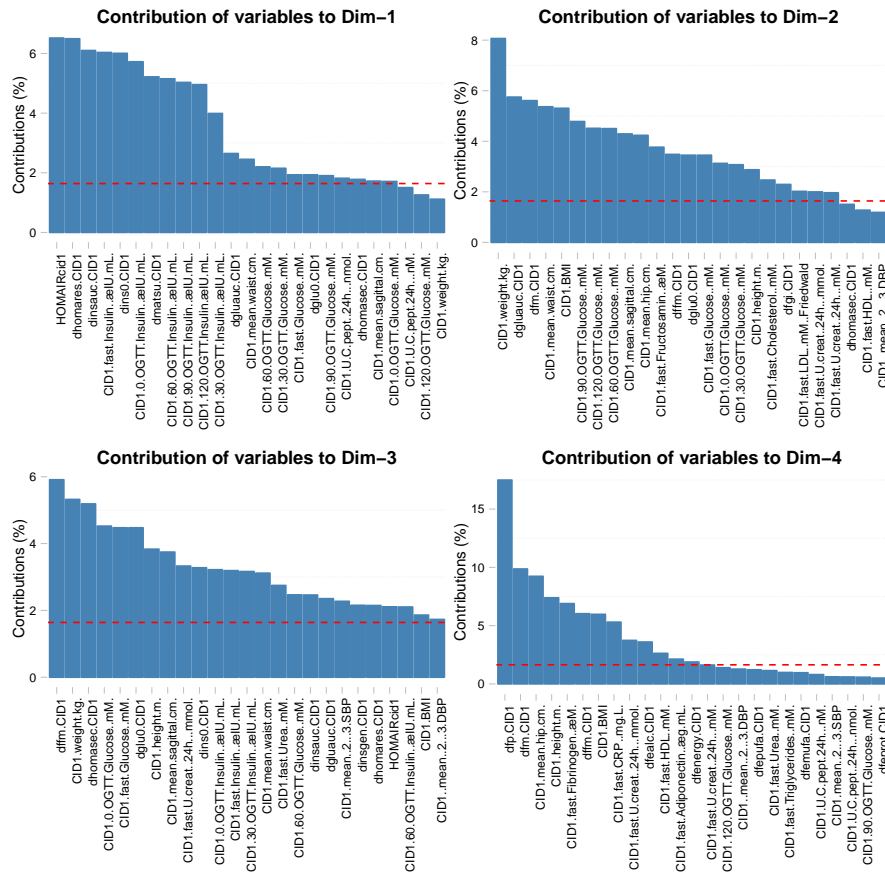 Contribution of variables to Dim−1
Contributions (%)
6
4
2
0
HOMAIRcid1
dhomares.CID1
dinsauc.CID1
CID1.fast.Insulin..æIU.mL.
dins0.CID1
CID1.0.OGTT.Insulin..æIU.mL.
dmatsu.CID1
CID1.60.OGTT.Insulin..æIU.mL.
CID1.90.OGTT.Insulin..æIU.mL.
CID1.120.OGTT.Insulin..æIU.mL.
CID1.30.OGTT.Insulin..æIU.mL.
dgluauc.CID1
CID1.mean.waist.cm.
CID1.60.OGTT.Glucose..mM.
CID1.30.OGTT.Glucose..mM.
CID1.fast.Glucose..mM.
dglu0.CID1
CID1.90.OGTT.Glucose..mM.
CID1.U.C.pept.24h...nmol.
dhomasec.CID1
CID1.mean.sagittal.cm.
CID1.0.OGTT.Glucose..mM.
CID1.U.C.pept.24h..nM.
CID1.120.OGTT.Glucose..mM.
CID1.weight.kg.
Contribution of variables to Dim−2
Contributions (%)
8
6
4
2
0
CID1.weight.kg.
dgluauc.CID1
dfm.CID1
CID1.mean.waist.cm.
CID1.BMI
CID1.90.OGTT.Glucose..mM.
CID1.120.OGTT.Glucose..mM.
CID1.60.OGTT.Glucose..mM.
CID1.mean.sagittal.cm.
CID1.mean.hip.cm.
CID1.fast.Fructosamin..æM.
dffm.CID1
dglu0.CID1
CID1.fast.Glucose..mM.
CID1.0.OGTT.Glucose..mM.
CID1.30.OGTT.Glucose..mM.
CID1.height.m.
CID1.fast.Cholesterol..mM.
dfgi.CID1
CID1.fast.LDL..mM..Friedwald
CID1.fast.U.creat..24h...mmol.
CID1.fast.U.creat..24h..mM.
dhomasec.CID1
CID1.fast.HDL..mM.
CID1..mean..2...3.DBP
Contribution of variables to Dim−3
Contributions (%)
6
4
2
0
dffm.CID1
CID1.weight.kg.
dhomasec.CID1
CID1.0.OGTT.Glucose..mM.
CID1.fast.Glucose..mM.
dglu0.CID1
CID1.height.m.
CID1.mean.sagittal.cm.
CID1.fast.U.creat..24h...mmol.
dins0.CID1
CID1.0.OGTT.Insulin..æIU.mL.
CID1.fast.Insulin..æIU.mL.
CID1.30.OGTT.Insulin..æIU.mL.
CID1.mean.waist.cm.
CID1.fast.Urea..mM.
CID1.60.OGTT.Glucose..mM.
dinsauc.CID1
dgluauc.CID1
CID1.mean..2...3.SBP
dinsgen.CID1
dhomares.CID1
HOMAIRcid1
CID1.60.OGTT.Insulin..æIU.mL.
CID1.BMI
CID1..mean..2...3.DBP
Contribution of variables to Dim−4
Contributions (%)
15
10
5
0
dfp.CID1
dfm.CID1
CID1.mean.hip.cm.
CID1.height.m.
CID1.fast.Fibrinogen..æM.
dffm.CID1
CID1.BMI
CID1.fast.CRP...mg.L.
CID1.fast.U.creat..24h...mmol.
dfealc.CID1
CID1.fast.HDL..mM.
CID1.fast.Adiponectin..æg.mL.
dfenergy.CID1
CID1.fast.U.creat..24h..mM.
CID1.120.OGTT.Glucose..mM.
CID1..mean..2...3.DBP
dfepufa.CID1
CID1.fast.Urea..mM.
CID1.fast.Triglycerides..mM.
dfemufa.CID1
CID1.U.C.pept.24h..nM.
CID1.mean..2...3.SBP
CID1.U.C.pept.24h...nmol.
CID1.90.OGTT.Glucose..mM.